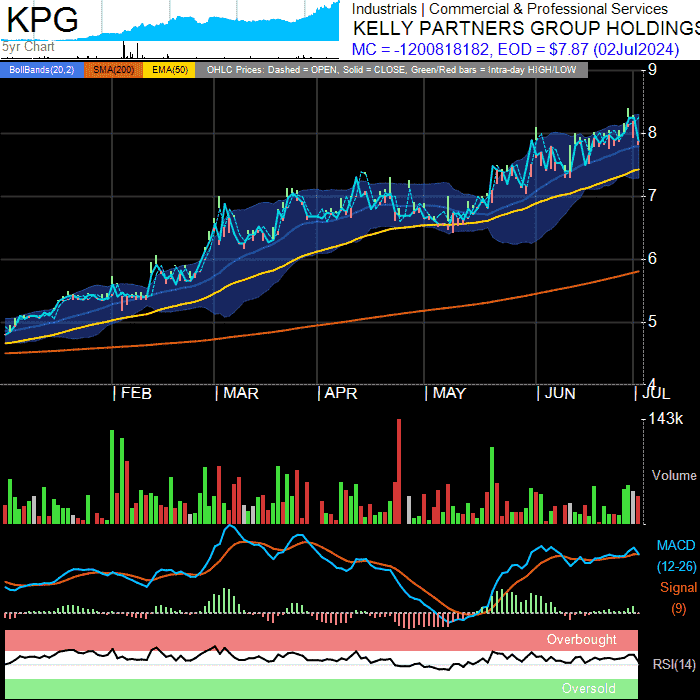 KPG
5yr Chart
Industrials | Commercial & Professional Services
KELLY PARTNERS GROUP HOLDINGS
MC = -1200818182, EOD = $7.87 (02Jul2024)
BollBands(20,2) SMA(200) EMA(50) OHLC Prices: Dashed = OPEN, Solid = CLOSE, Green/Red bars = Intra-day HIGH/LOW
9
8
7
6
5
4
FEB MAR APR MAY JUN JUL
143k
Volume
MACD
(12-26)
Signal
(9)
Overbought
RSI(14)
Oversold